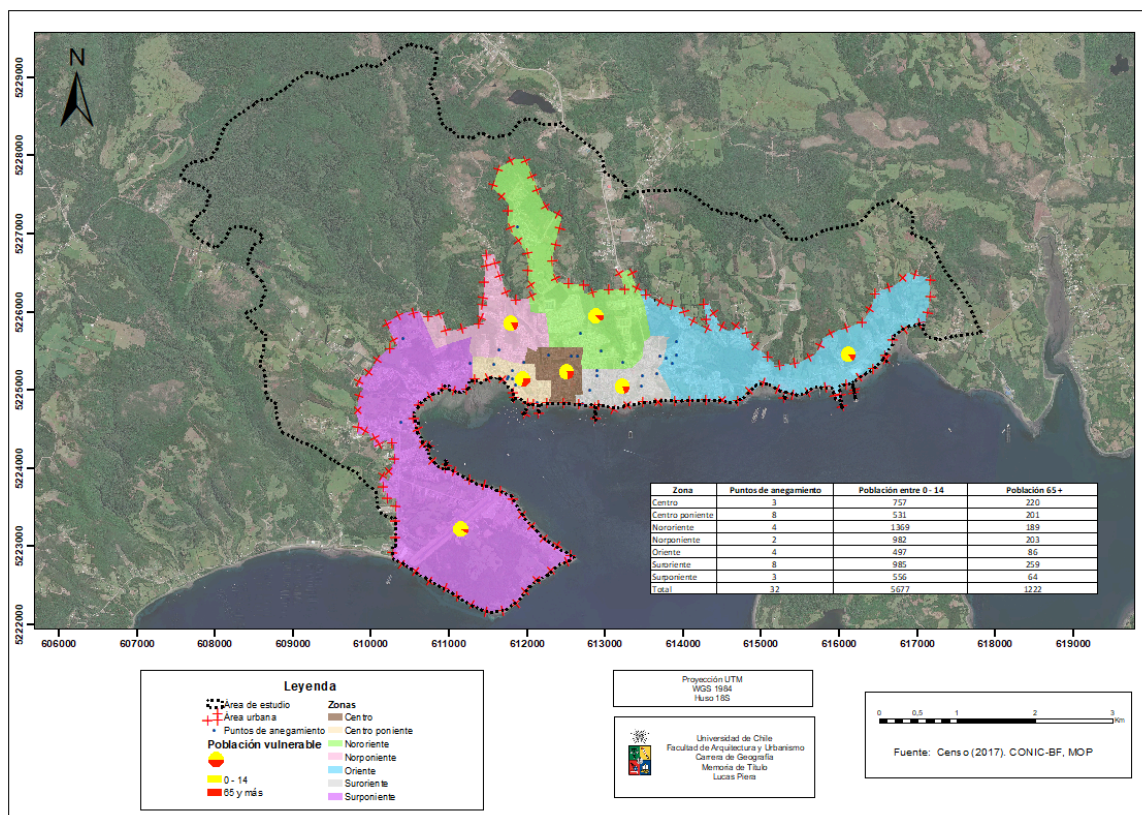 N
5229000
5228000
5227000
5226000
5225000
5224000
5223000
5222000
Zona Puntos de anegamiento Población entre 0 - 14 Población 65 +
Centro 3 757 220
Centro poniente 8 531 201
Nororiente 4 1369 189
Norponiente 2 982 203
Oriente 4 497 86
Suroriente 8 985 259
Surponiente 3 556 64
Total 32 5677 1222
606000 607000 608000 609000 610000 611000 612000 613000 614000 615000 616000 617000 618000 619000
Leyenda
Área de estudio
Área urbana
Puntos de anegamiento
Población vulnerable
0 - 14
65 y más
Zonas
Centro
Centro poniente
Nororiente
Norponiente
Oriente
Suroriente
Surponiente
Proyección UTM
WGS 1984
Huso 18S
Universidad de Chile
Facultad de Arquitectura y Urbanismo
Carrera de Geografía
Memoria de Título
Lucas Piera
0 0,5 1 2 3
Km
Fuente: Censo (2017). CONIC-BF, MOP